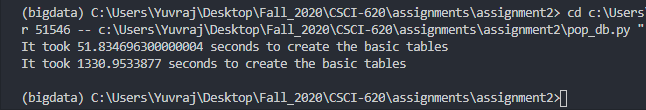 (bigdata) C:\Users\Yuvraj\Desktop\Fall_2020\CSCI-620\assignments\assignment2> cd c:\Users
r 51546 -- c:\Users\Yuvraj\Desktop\Fall_2020\CSCI-620\assignments\assignment2\pop_db.py "
It took 51.834696300000004 seconds to create the basic tables
It took 1330.9533877 seconds to create the basic tables
(bigdata) C:\Users\Yuvraj\Desktop\Fall_2020\CSCI-620\assignments\assignment2>